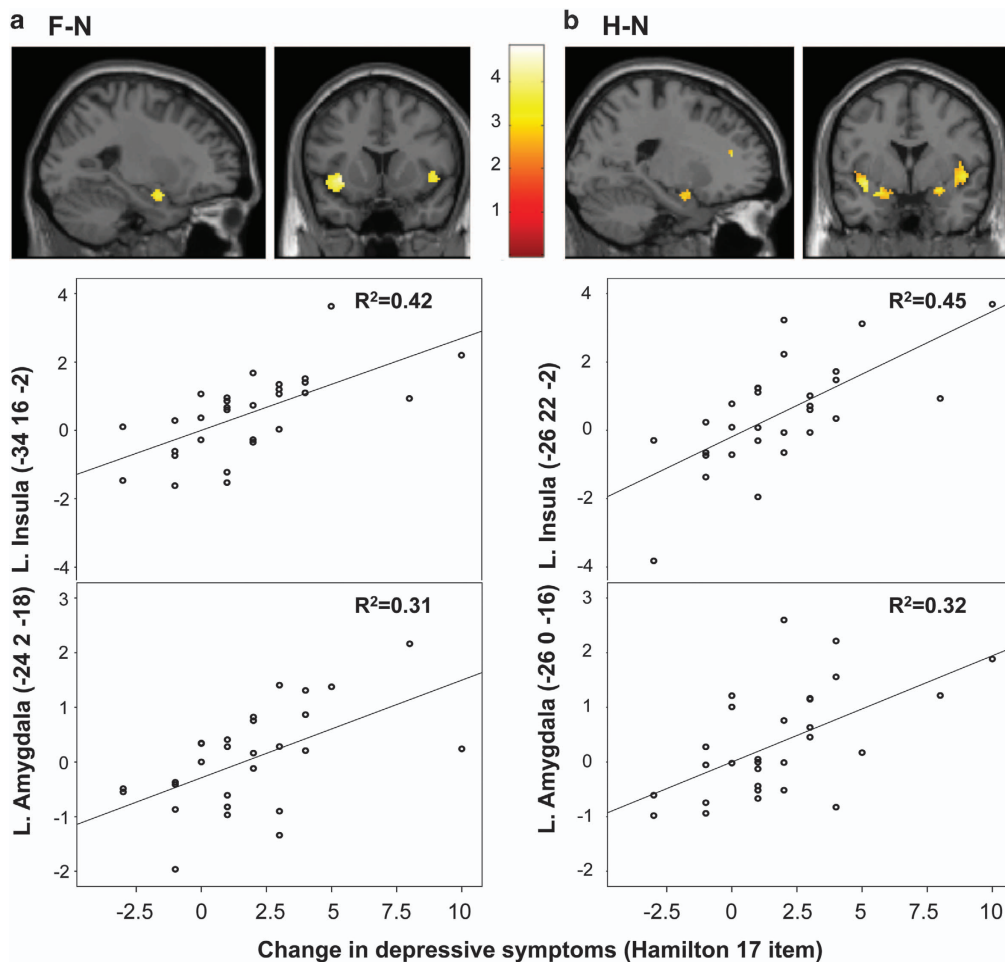 a F-N
b H-N
4
3
2
1
4
2
0
-2
-4
L. Insula (-34 16 -2)
R²=0.42
4
2
0
-2
-4
L. Insula (-26 22 -2)
R²=0.45
3
2
1
0
-1
-2
L. Amygdala (-24 2 -18)
R²=0.31
-2.5 0 2.5 5 7.5 10
3
2
1
0
-1
-2
L. Amygdala (-26 0 -16)
R²=0.32
-2.5 0 2.5 5 7.5 10
Change in depressive symptoms (Hamilton 17 item)